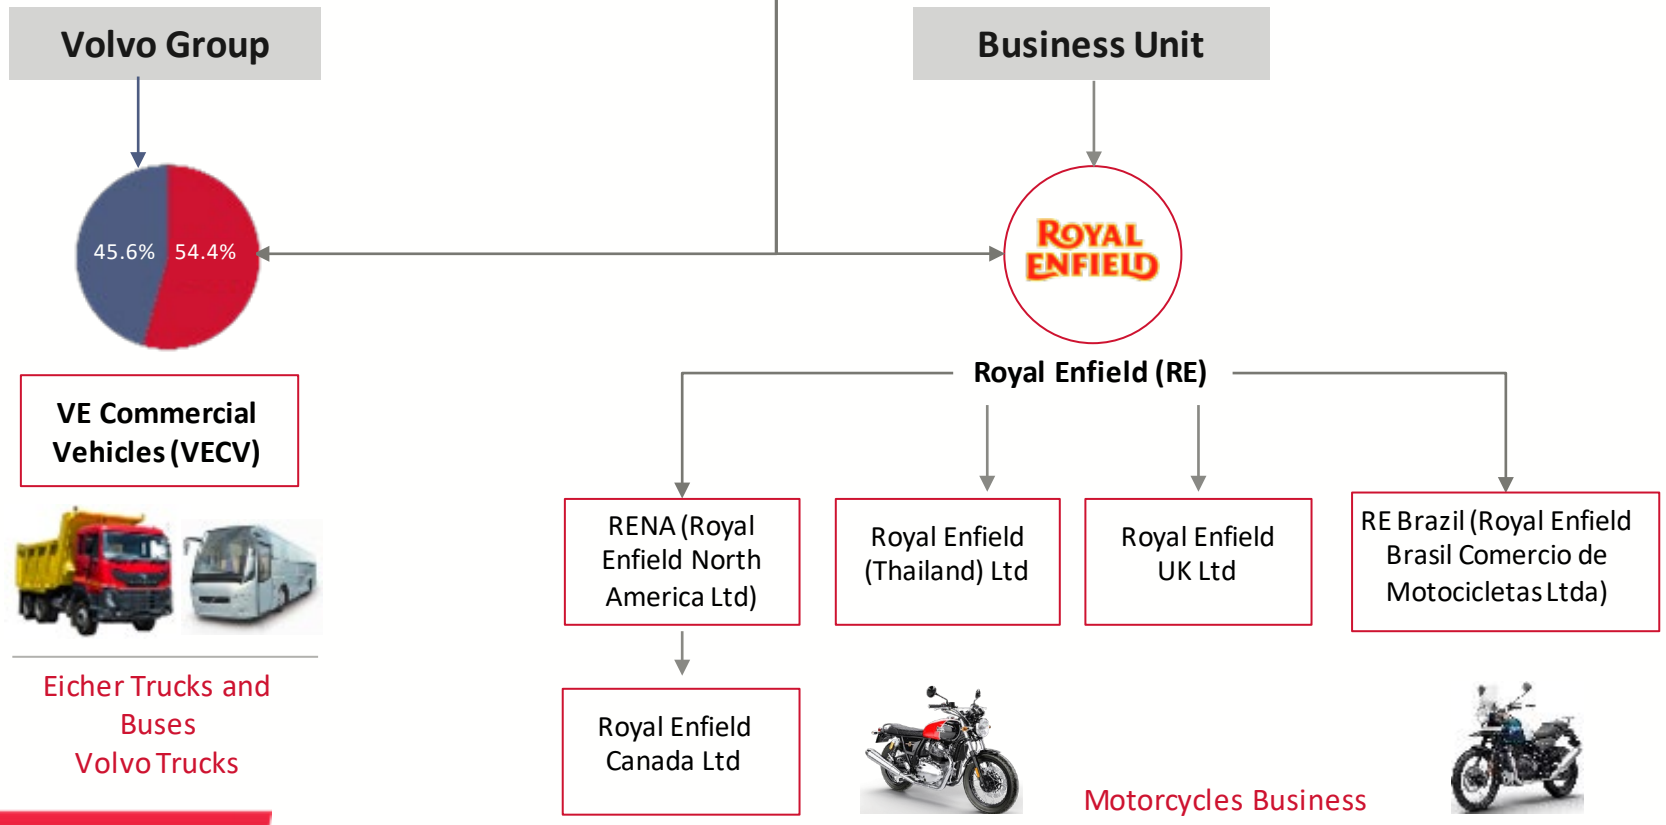 Volvo Group
Business Unit
45.6% 54.4%
ROYAL
ENFIELD
Royal Enfield (RE)
VE Commercial
Vehicles (VECV)
RENA (Royal
Enfield North
America Ltd)
Royal Enfield
(Thailand) Ltd
Royal Enfield
UK Ltd
RE Brazil (Royal Enfield
Brasil Comercio de
Motocicletas Ltda)
Eicher Trucks and
Buses
Volvo Trucks
Royal Enfield
Canada Ltd
Motorcycles Business